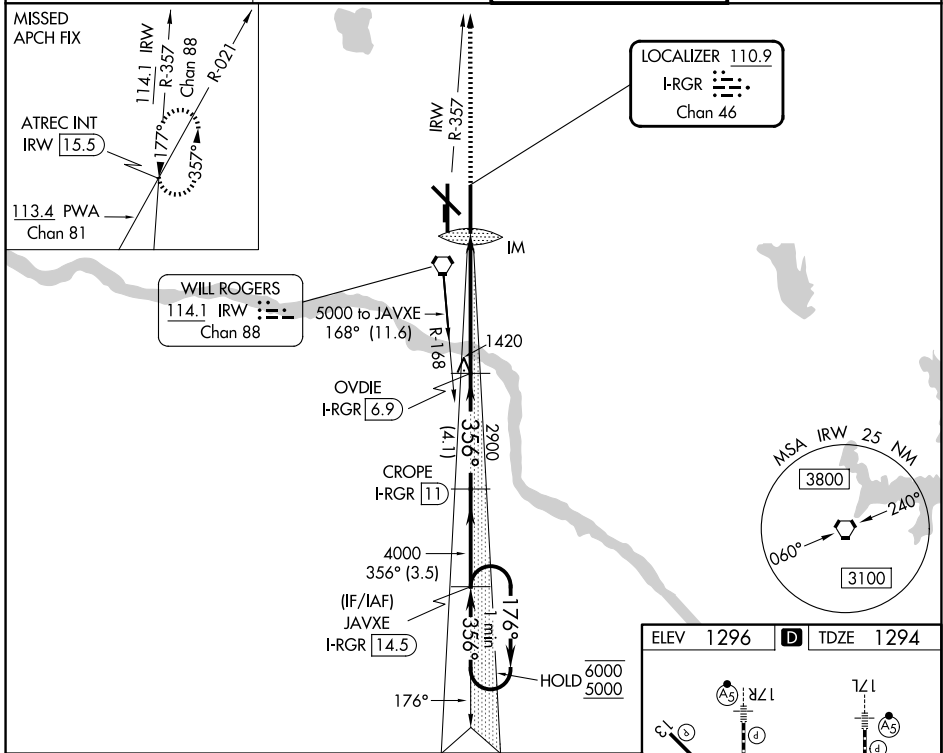 MISSED
APCH FIX
114.1 IRW
R-357
Chan 88
R-021
ATREC INT
IRW 15.5
177°
357°
113.4 PWA
Chan 81
IRW
R-357
LOCALIZER 110.9
I-RGR
Chan 46
IM
WILL ROGERS
114.1 IRW
Chan 88
5000 to JAVXE
168° (11.6)
R-168
1420
OVDIE
I-RGR 6.9
356°
(4.1)
2900
CROPE
I-RGR 11
4000
356° (3.5)
(IF/IAF)
JAVXE
I-RGR 14.5
356°
1 min
176°
HOLD 6000
5000
176°
MSA IRW 25 NM
3800
240°
060°
3100
ELEV 1296 D TDZE 1294
A5
17R
17L
A5
13
P
P
P